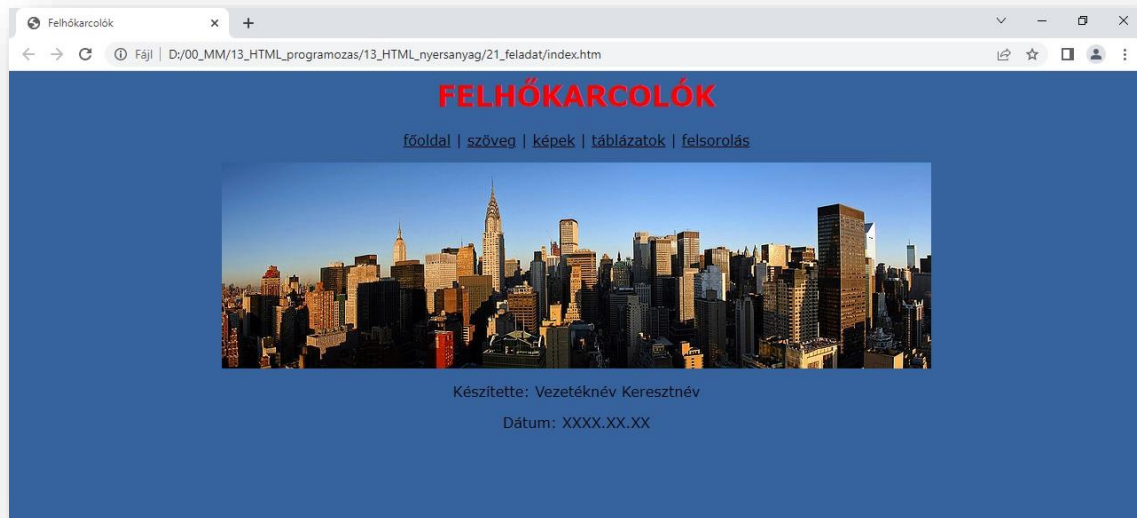 Felhőkarcolók
Fájl | D:/00_MM/13_HTML_programozas/13_HTML_nyersanyag/21_feladat/index.htm
FELHŐKARCOLÓK
főoldal | szöveg | képek | táblázatok | felsorolás
Készítette: Vezetéknév Keresztnév
Dátum: XXXX.XX.XX